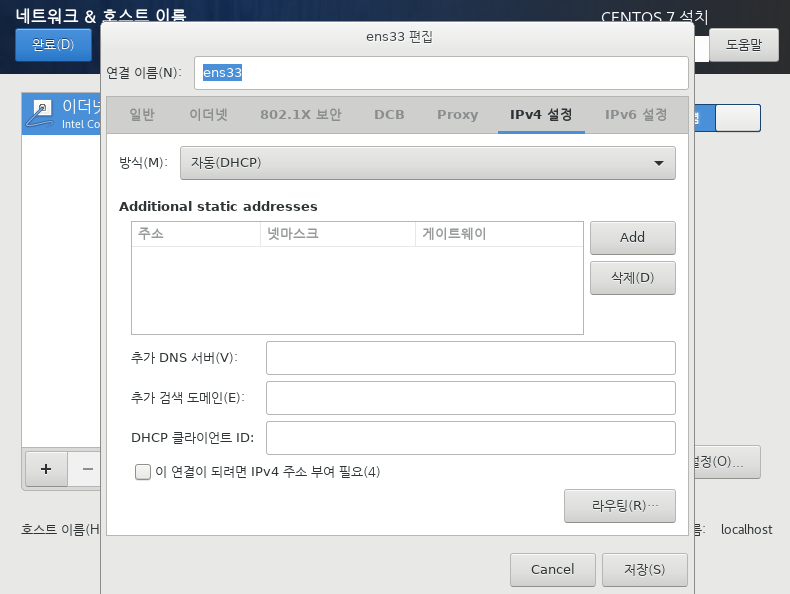 네트워크 & 호스트 이름
CENTOS 7 설치
완료(D)
ens33 편집
도움말
연결 이름(N):
ens33
이더넷
Intel Co
일반
이더넷
802.1X 보안
DCB
Proxy
IPv4 설정
IPv6 설정
방식(M):
자동(DHCP)
Additional static addresses
주소
넷마스크
게이트웨이
Add
삭제(D)
추가 DNS 서버(V):
추가 검색 도메인(E):
DHCP 클라이언트 ID:
설정(O)...
+
−
이 연결이 되려면 IPv4 주소 부여 필요(4)
라우팅(R)…
호스트 이름(H
름:
localhost
Cancel
저장(S)